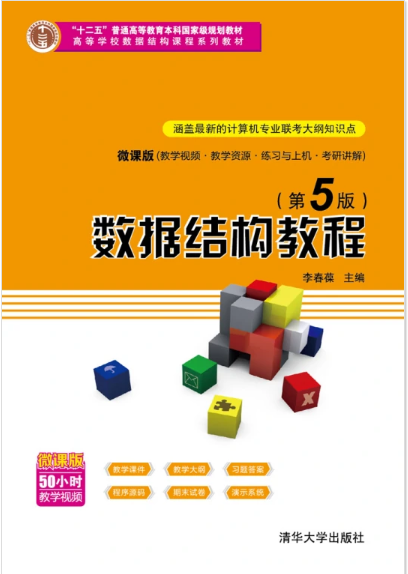 “十二五”普通高等教育本科国家级规划教材
高等学校数据结构课程系列教材
涵盖最新的计算机专业联考大纲知识点
微课版(教学视频·教学资源·练习与上机·考研讲解)
(第5版)
数据结构教程
李春葆 主编
微课版
50小时
教学视频
教学课件 教学大纲 习题答案
程序源码 期末试卷 演示系统
清华大学出版社